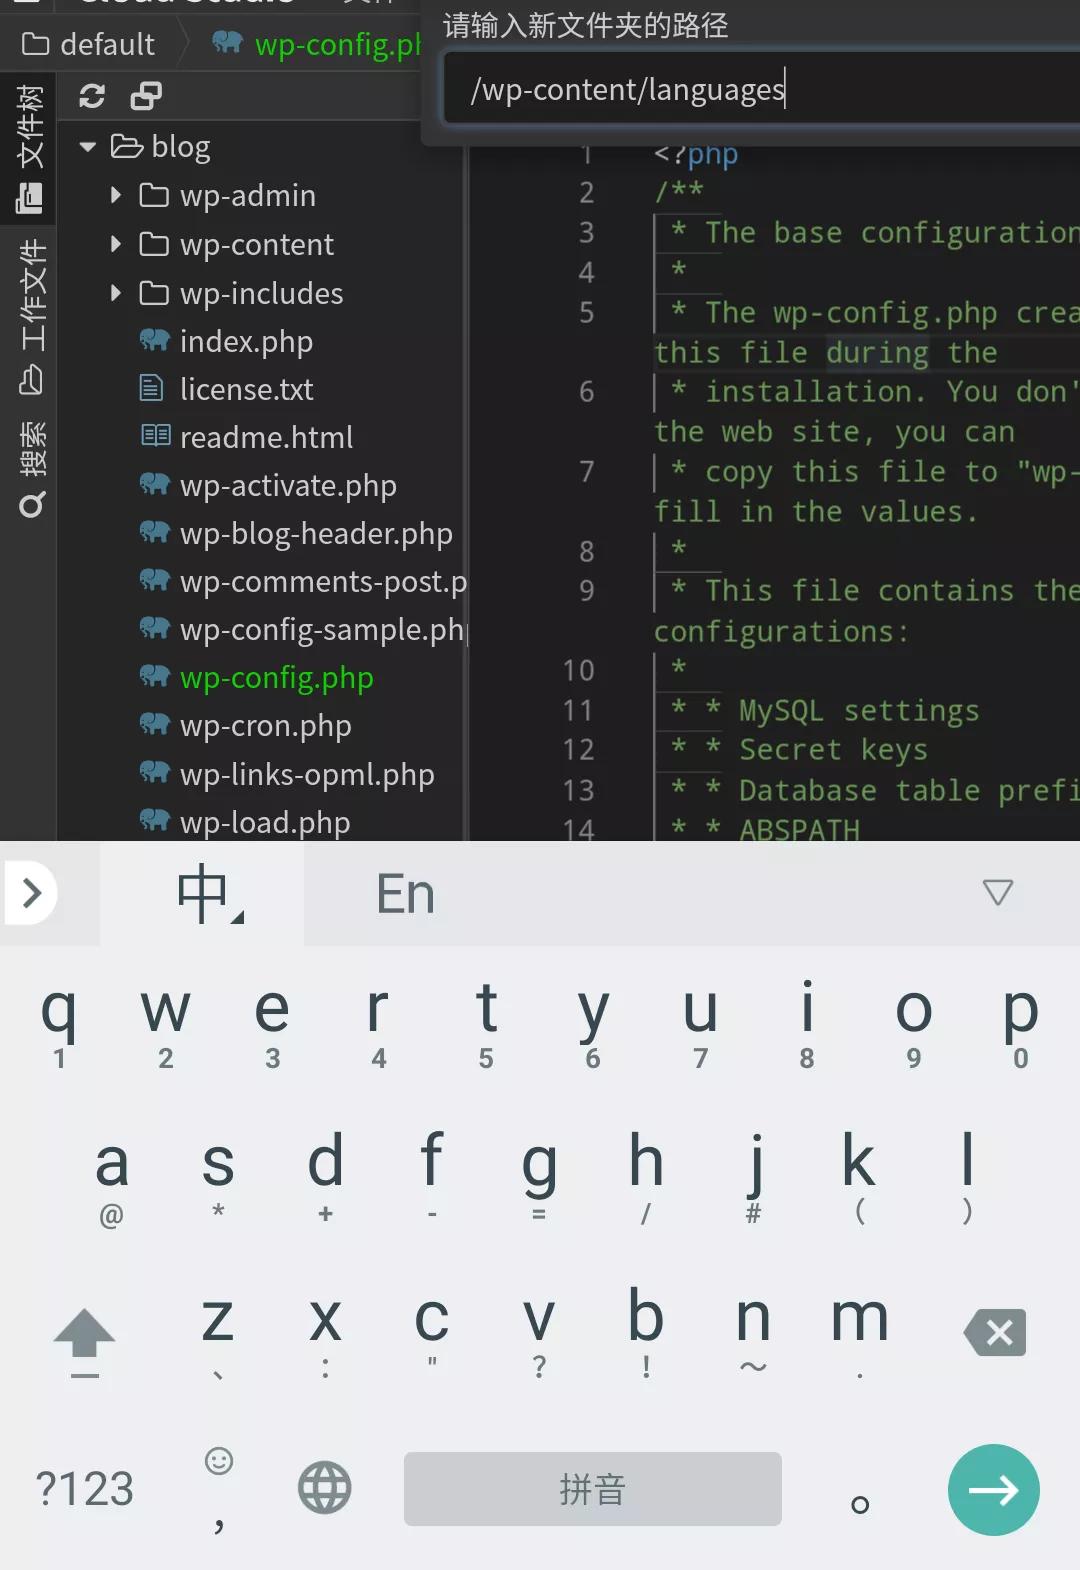 请输入新文件夹的路径
default
wp-config.ph
/wp-content/languages
文件树
工作文件
搜索
blog
wp-admin
wp-content
wp-includes
index.php
license.txt
readme.html
wp-activate.php
wp-blog-header.php
wp-comments-post.p
wp-config-sample.php
wp-config.php
wp-cron.php
wp-links-opml.php
wp-load.php
1 <?php
2 /**
3 * The base configuration
4 *
5 * The wp-config.php crea
this file during the
6 * installation. You don'
the web site, you can
7 * copy this file to "wp-
fill in the values.
8 *
9 * This file contains the
configurations:
10 *
11 * * MySQL settings
12 * * Secret keys
13 * * Database table prefi
14 * * ABSPATH
中 En
q w e r t y u i o p
1 2 3 4 5 6 7 8 9 0
a s d f g h j k l
@ * + - = / # ( )
z x c v b n m
、 : " ? ! ～ .
?123 , 拼音 。